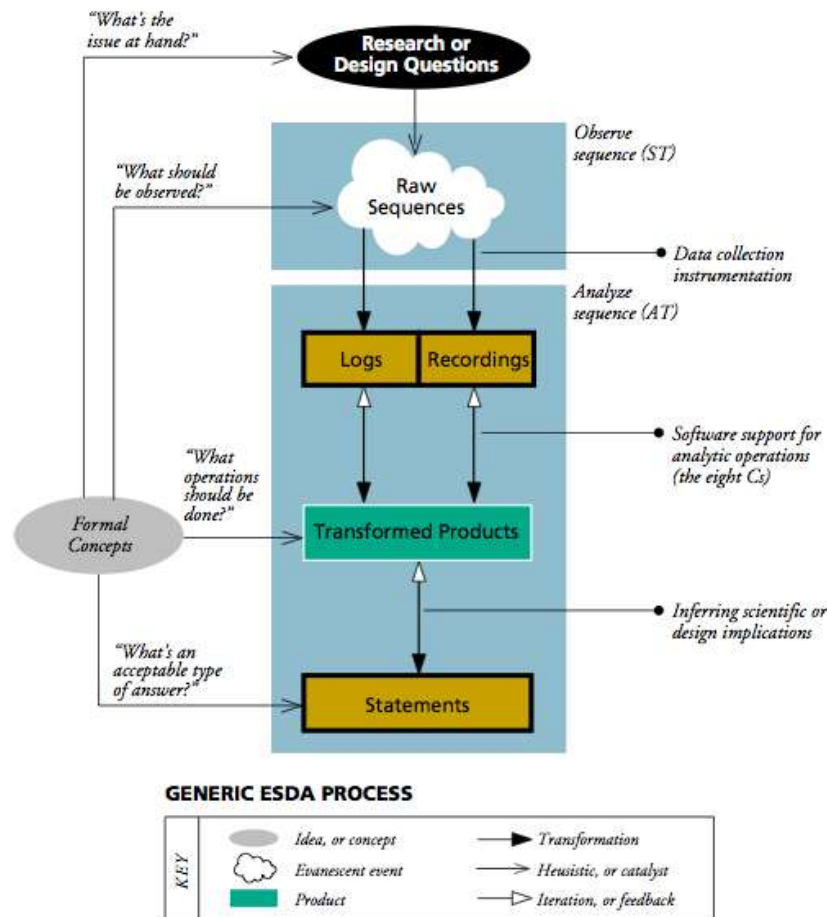 "What's the
issue at hand?"
Research or
Design Questions
Observe
sequence (ST)
"What should
be observed?"
Raw
Sequences
Data collection
instrumentation
Analyze
sequence (AT)
Logs
Recordings
"What
operations
should be
done?"
Software support for
analytic operations
(the eight Cs)
Formal
Concepts
Transformed Products
Inferring scientific or
design implications
"What's an
acceptable type
of answer?"
Statements
GENERIC ESDA PROCESS
KEY
Idea, or concept
Transformation
Evanescent event
Heusistic, or catalyst
Product
Iteration, or feedback